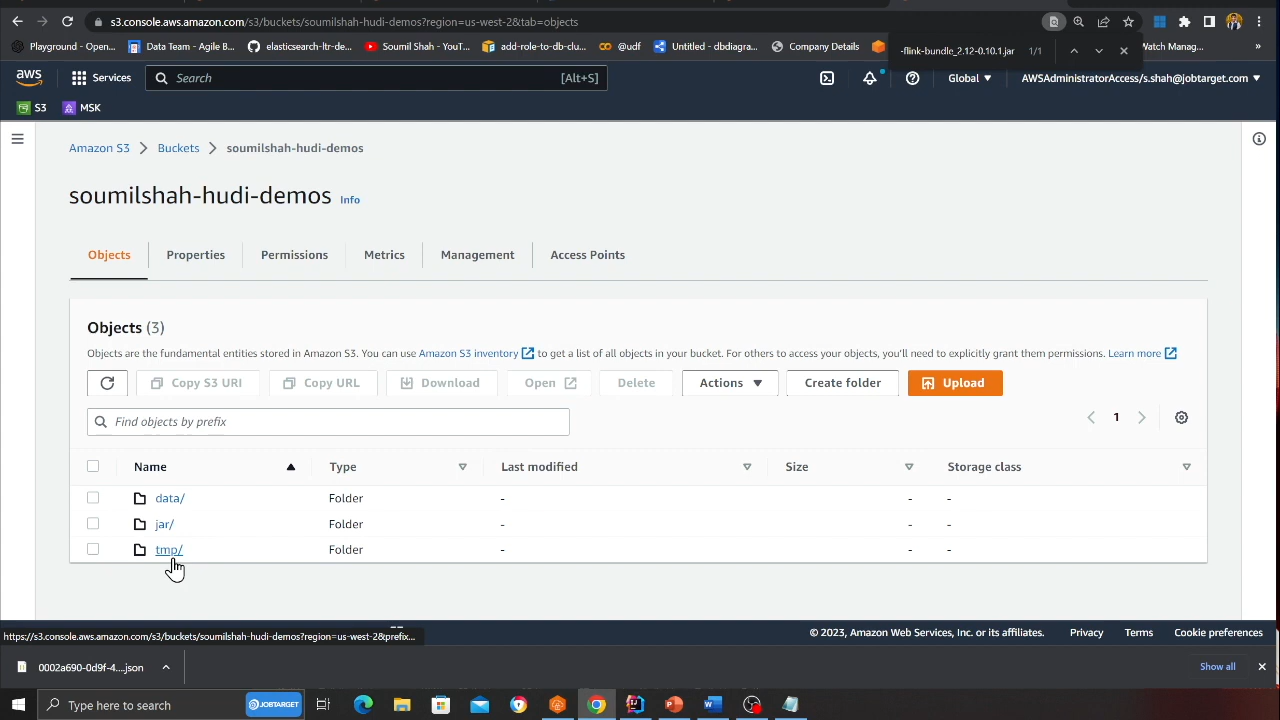 s3.console.aws.amazon.com/s3/buckets/soumilshah-hudi-demos?region=us-west-2&tab=objects
Playground - Open... Data Team - Agile B... elasticsearch-ltr-de... Soumil Shah - YouT... add-role-to-db-clu... @udf Untitled - dbdiagra... Company Details Watch Manag... »
-flink-bundle_2.12-0.10.1.jar 1/1
aws Services Search [Alt+S] Global AWSAdministratorAccess/s.shah@jobtarget.com
S3 MSK
Amazon S3 Buckets soumilshah-hudi-demos
soumilshah-hudi-demos Info
Objects Properties Permissions Metrics Management Access Points
Objects (3)
Objects are the fundamental entities stored in Amazon S3. You can use Amazon S3 inventory to get a list of all objects in your bucket. For others to access your objects, you'll need to explicitly grant them permissions. Learn more
Copy S3 URI Copy URL Download Open Delete Actions Create folder Upload
Find objects by prefix 1
Name Type Last modified Size Storage class
data/ Folder - - -
jar/ Folder - - -
tmp/ Folder - - -
https://s3.console.aws.amazon.com/s3/buckets/soumilshah-hudi-demos?region=us-west-2&prefix...
© 2023, Amazon Web Services, Inc. or its affiliates. Privacy Terms Cookie preferences
0002a690-0d9f-4....json Show all
Type here to search JOBTARGET